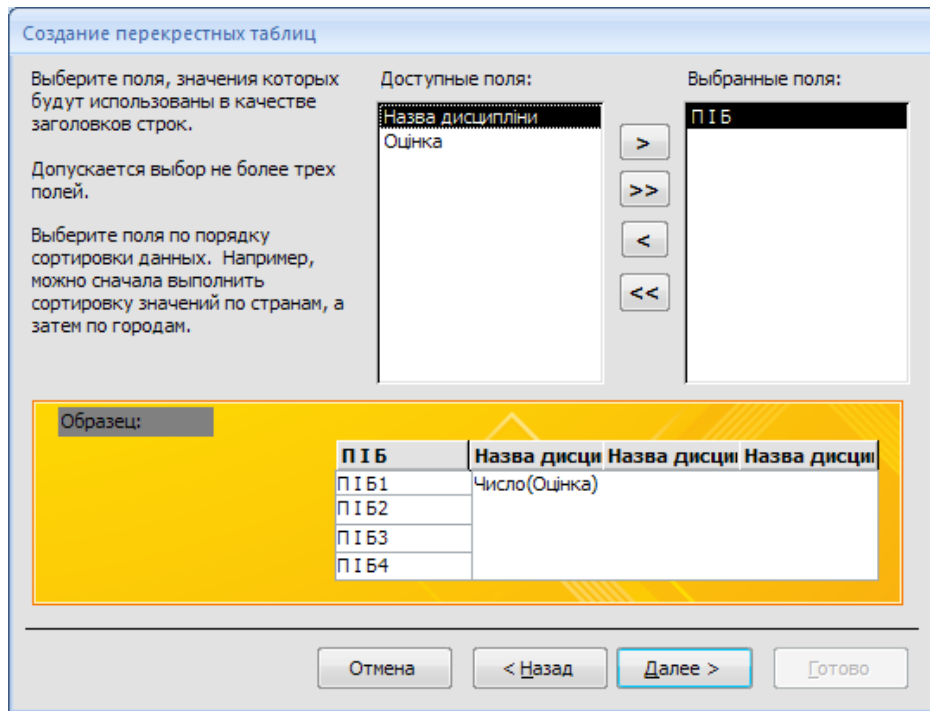 Создание перекрестных таблиц
Выберите поля, значения которых
будут использованы в качестве
заголовков строк.
Допускается выбор не более трех
полей.
Выберите поля по порядку
сортировки данных. Например,
можно сначала выполнить
сортировку значений по странам, а
затем по городам.
Доступные поля:
Назва дисципліни
Оцінка
>
>>
<
<<
Выбранные поля:
П І Б
Образец:
П І Б Назва дисци Назва дисци Назва дисци
П І Б1 Число(Оцінка)
П І Б2
П І Б3
П І Б4
Отмена < Назад Далее > Готово